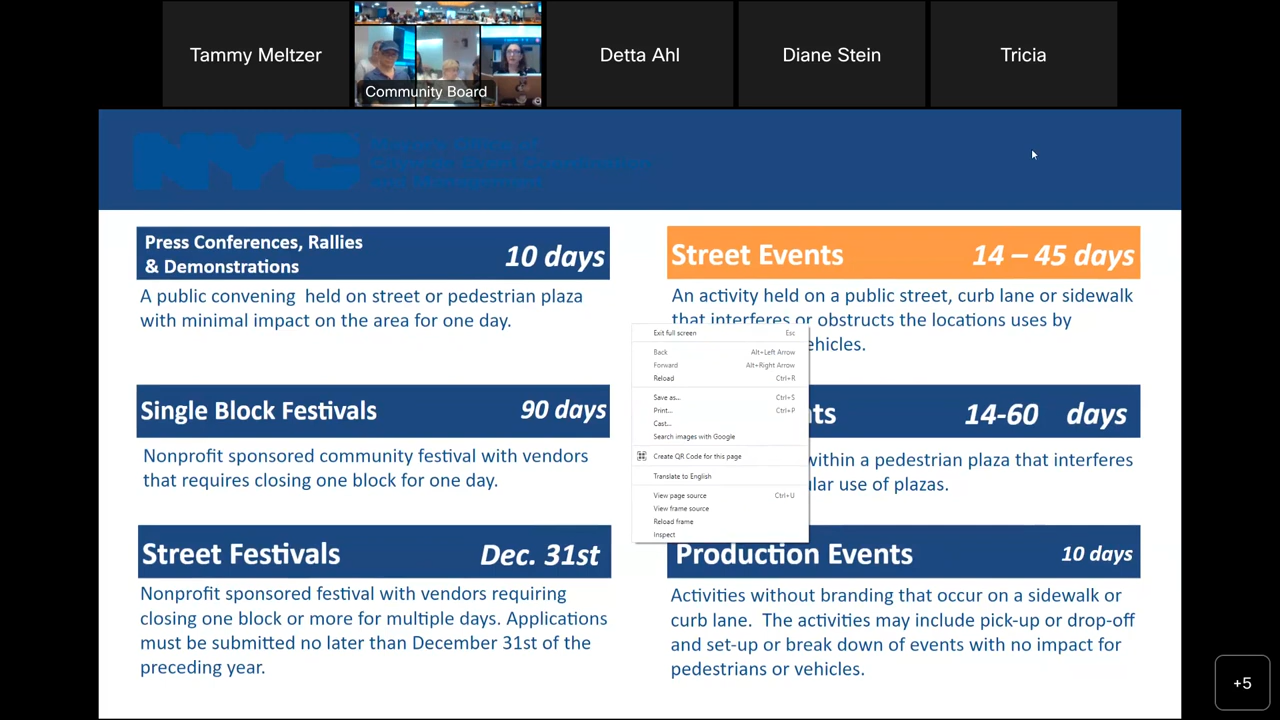 Tammy Meltzer
Community Board
Detta Ahl
Diane Stein
Tricia
NYC
Press Conferences, Rallies
& Demonstrations
10 days
A public convening held on street or pedestrian plaza
with minimal impact on the area for one day.
Street Events
14 – 45 days
An activity held on a public street, curb lane or sidewalk
that interferes or obstructs the locations uses by
ehicles.
Single Block Festivals
90 days
Nonprofit sponsored community festival with vendors
that requires closing one block for one day.
nts
14-60 days
within a pedestrian plaza that interferes
ular use of plazas.
Street Festivals
Dec. 31st
Nonprofit sponsored festival with vendors requiring
closing one block or more for multiple days. Applications
must be submitted no later than December 31st of the
preceding year.
Production Events
10 days
Activities without branding that occur on a sidewalk or
curb lane. The activities may include pick-up or drop-off
and set-up or break down of events with no impact for
pedestrians or vehicles.
Exit full screen Esc
Back Alt+Left Arrow
Forward Alt+Right Arrow
Reload Ctrl+R
Save as... Ctrl+S
Print... Ctrl+P
Cast...
Search images with Google
Create QR Code for this page
Translate to English
View page source Ctrl+U
View frame source
Reload frame
Inspect
+5